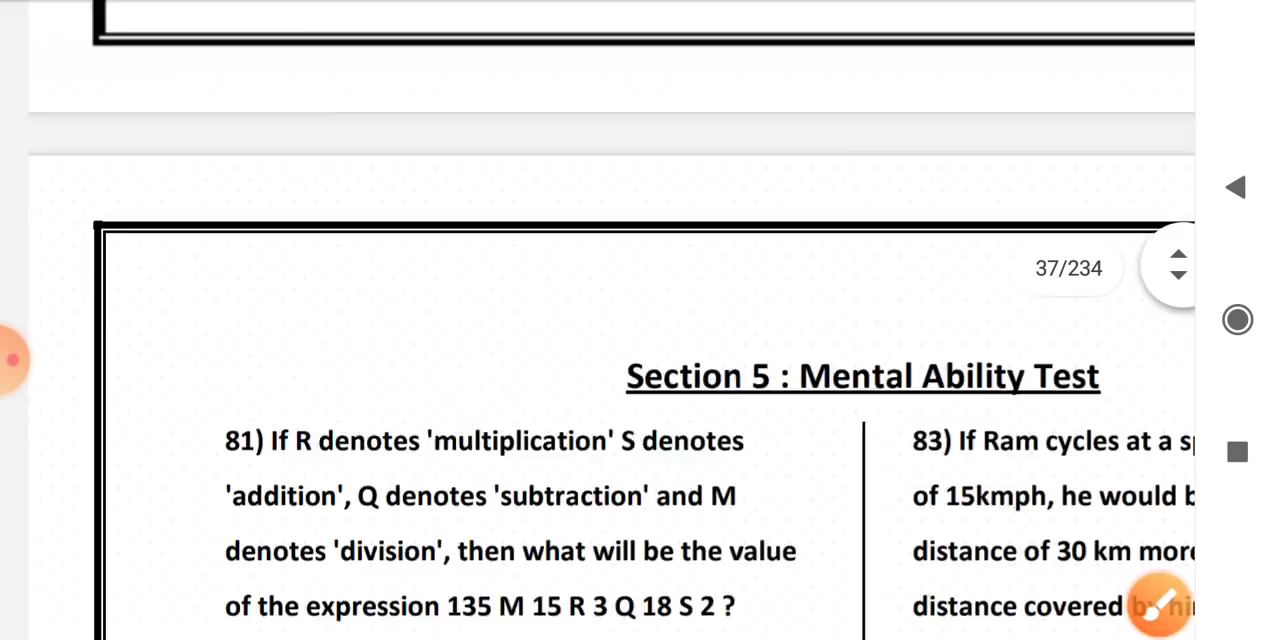 37/234
Section 5 : Mental Ability Test
81) If R denotes 'multiplication' S denotes
'addition', Q denotes 'subtraction' and M
denotes 'division', then what will be the value
of the expression 135 M 15 R 3 Q 18 S 2 ?
83) If Ram cycles at a
of 15kmph, he would
distance of 30 km
distance covered